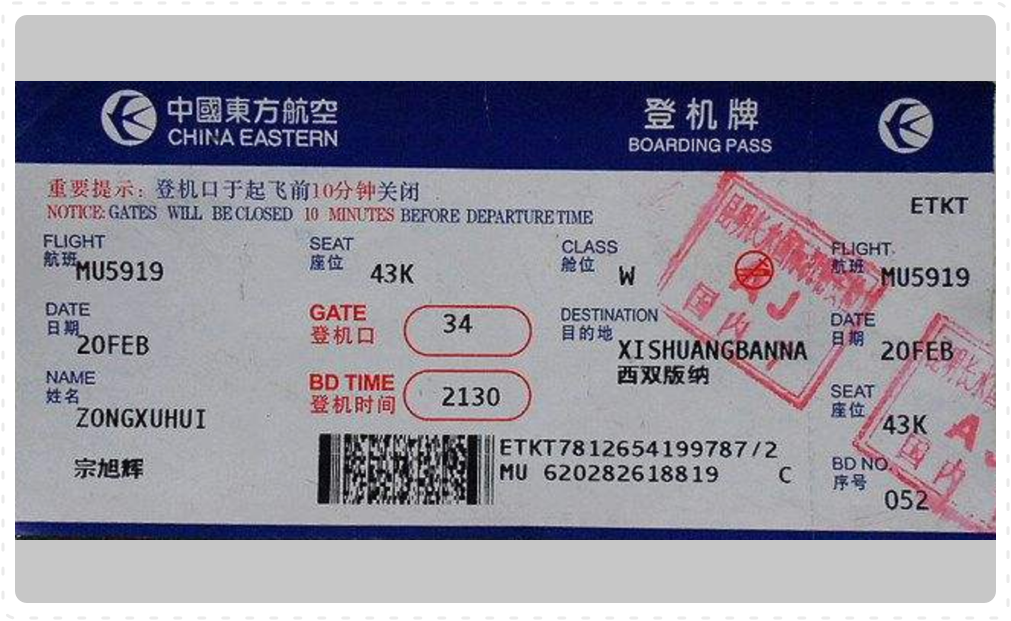 中國東方航空
CHINA EASTERN
登机牌
BOARDING PASS
重要提示：登机口于起飞前10分钟关闭
NOTICE: GATES WILL BE CLOSED 10 MINUTES BEFORE DEPARTURE TIME
ETKT
FLIGHT
航班 MU5919
SEAT
座位 43K
CLASS
舱位 W
FLIGHT
航班 MU5919
DATE
日期 20FEB
GATE
登机口 34
DESTINATION
目的地 XISHUANGBANNA
西双版纳
DATE
日期 20FEB
NAME
姓名 ZONGXUHUI
宗旭辉
BD TIME
登机时间 2130
SEAT
座位 43K
ETKT7812654199787/2
MU 620282618819 C
BD NO.
序号 052
AJ
国内
AJ
国内